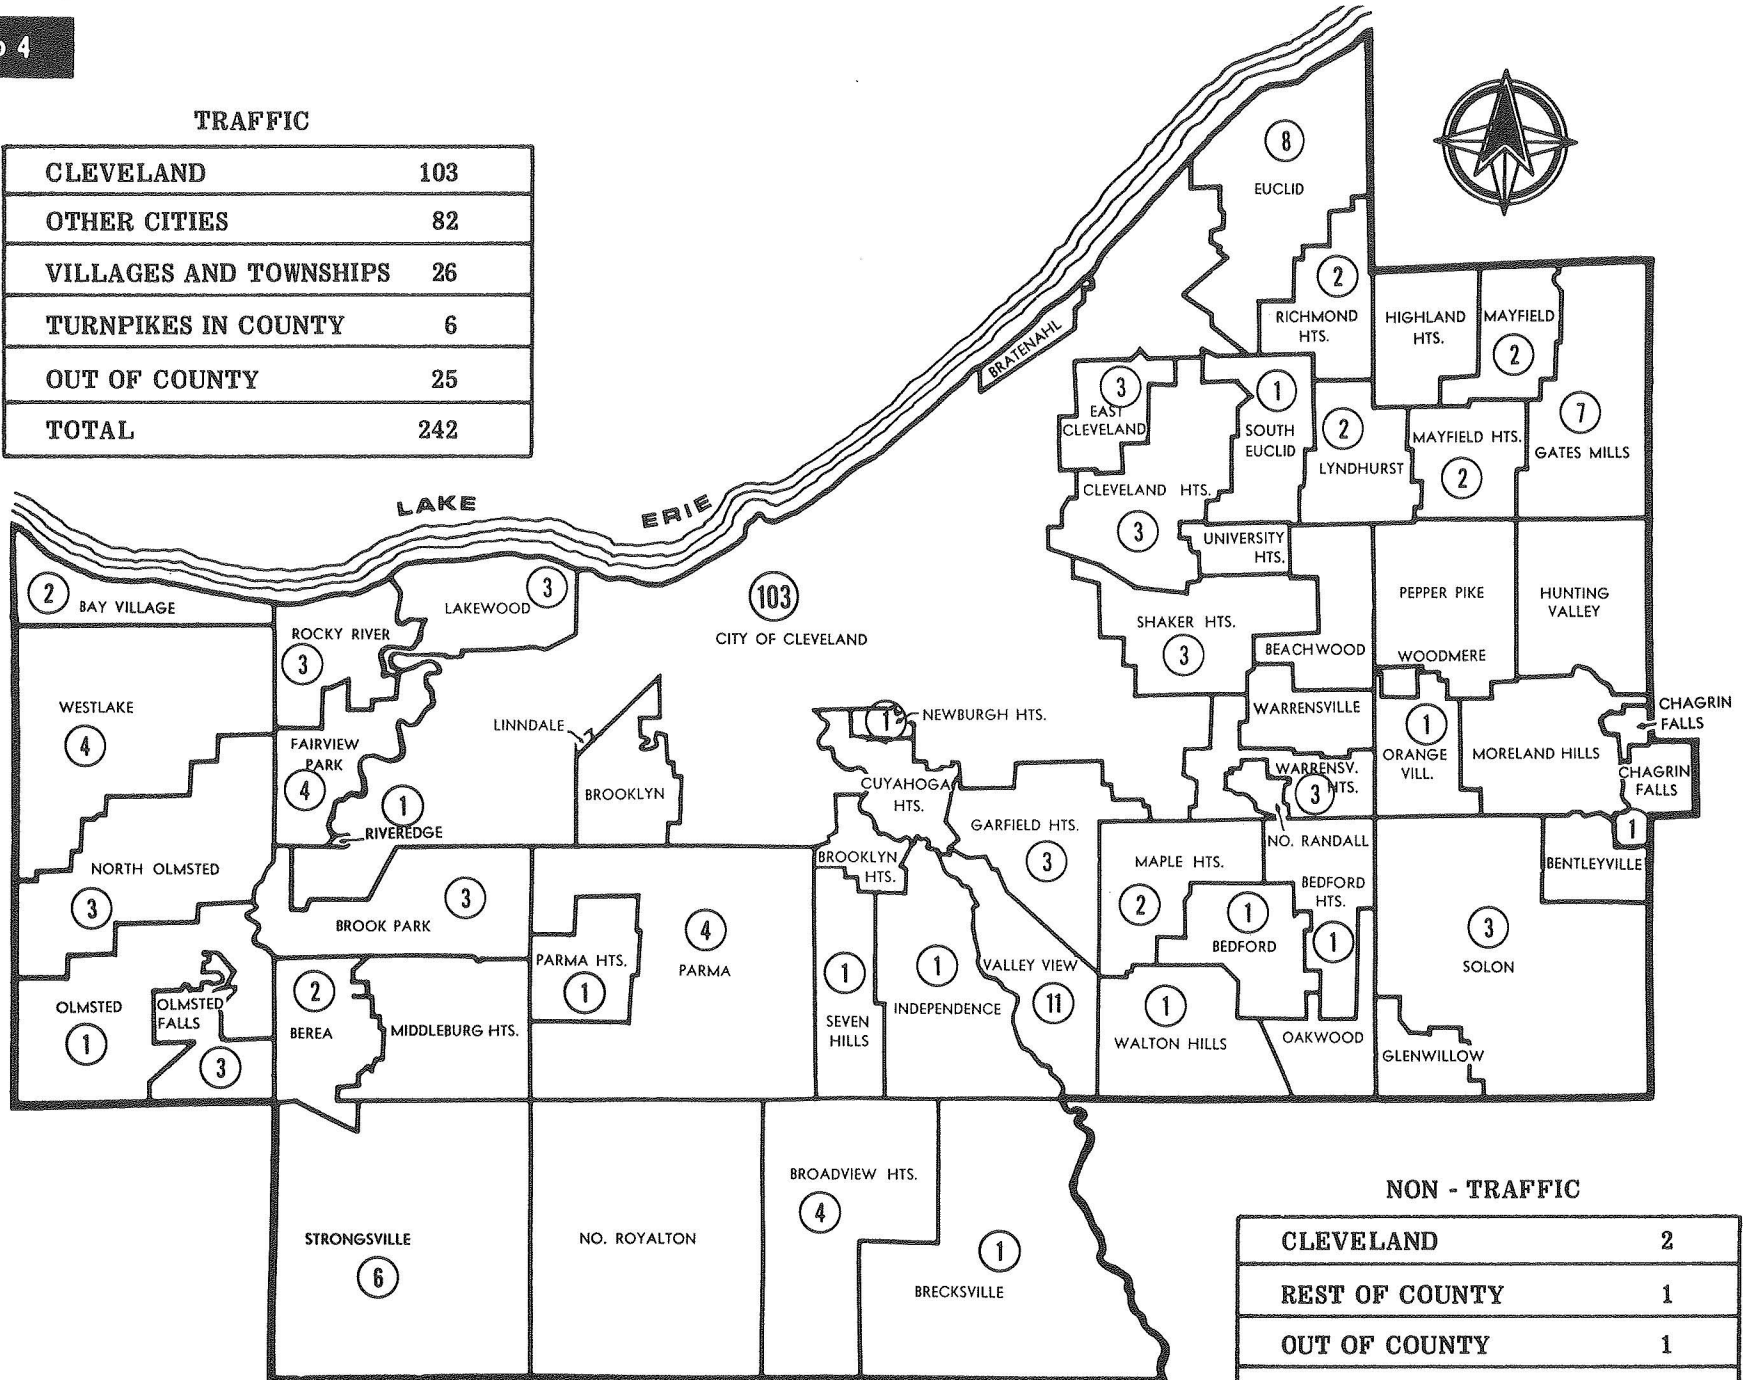 4
TRAFFIC
CLEVELAND 103
OTHER CITIES 82
VILLAGES AND TOWNSHIPS 26
TURNPIKES IN COUNTY 6
OUT OF COUNTY 25
TOTAL 242
LAKE ERIE
8
EUCLID
2
RICHMOND
HTS.
HIGHLAND
HTS.
MAYFIELD
2
BRATENAHL
3
EAST
CLEVELAND
1
SOUTH
EUCLID
2
LYNDHURST
MAYFIELD HTS.
2
7
GATES MILLS
CLEVELAND HTS.
3
UNIVERSITY
HTS.
PEPPER PIKE
HUNTING
VALLEY
2
BAY VILLAGE
LAKEWOOD
3
ROCKY RIVER
3
103
CITY OF CLEVELAND
SHAKER HTS.
3
BEACHWOOD
WOODMERE
WESTLAKE
4
FAIRVIEW
PARK
4
LINNDALE
1
NEWBURGH HTS.
WARRENSVILLE
1
ORANGE
VILL.
MORELAND HILLS
CHAGRIN
FALLS
CHAGRIN
FALLS
1
RIVEREDGE
BROOKLYN
CUYAHOGA
HTS.
WARRENSV.
HTS.
3
GARFIELD HTS.
3
NO. RANDALL
1
BENTLEYVILLE
NORTH OLMSTED
3
BROOK PARK
3
BROOKLYN
HTS.
MAPLE HTS.
2
BEDFORD
HTS.
1
1
BEDFORD
3
SOLON
4
PARMA
PARMA HTS.
1
1
SEVEN
HILLS
1
INDEPENDENCE
VALLEY VIEW
11
1
WALTON HILLS
OAKWOOD
GLENWILLOW
OLMSTED
1
OLMSTED
FALLS
3
2
BEREA
MIDDLEBURG HTS.
STRONGSVILLE
6
NO. ROYALTON
BROADVIEW HTS.
4
1
BRECKSVILLE
NON - TRAFFIC
CLEVELAND 2
REST OF COUNTY 1
OUT OF COUNTY 1